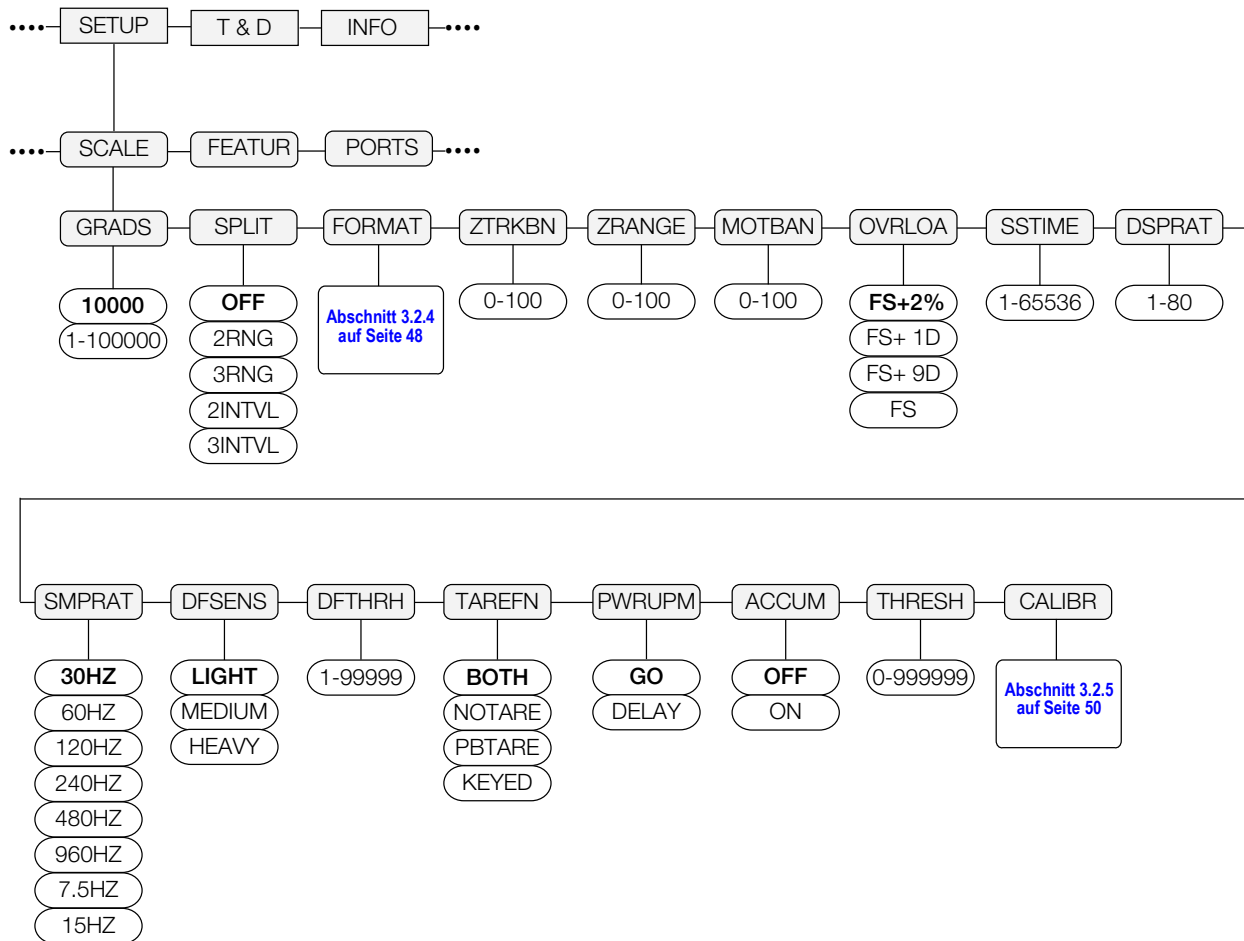 SETUP T & D INFO
SCALE FEATUR PORTS
GRADS SPLIT FORMAT ZTRKBN ZRANGE MOTBAN OVRLOA SSTIME DSPRAT
10000 OFF Abschnitt 3.2.4 0-100 0-100 0-100 FS+2% 1-65536 1-80
auf Seite 48
1-100000 2RNG FS+ 1D
3RNG FS+ 9D
2INTVL FS
3INTVL
SMPRAT DFSENS DFTHRH TAREFN PWRUPM ACCUM THRESH CALIBR
30HZ LIGHT 1-99999 BOTH GO OFF 0-999999 Abschnitt 3.2.5
auf Seite 50
60HZ MEDIUM NOTARE DELAY ON
120HZ HEAVY PBTARE
240HZ KEYED
480HZ
960HZ
7.5HZ
15HZ